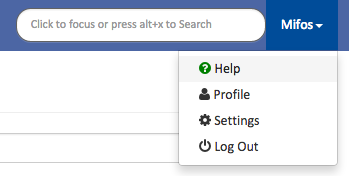 Click to focus or press alt+x to Search
Mifos
Help
Profile
Settings
Log Out